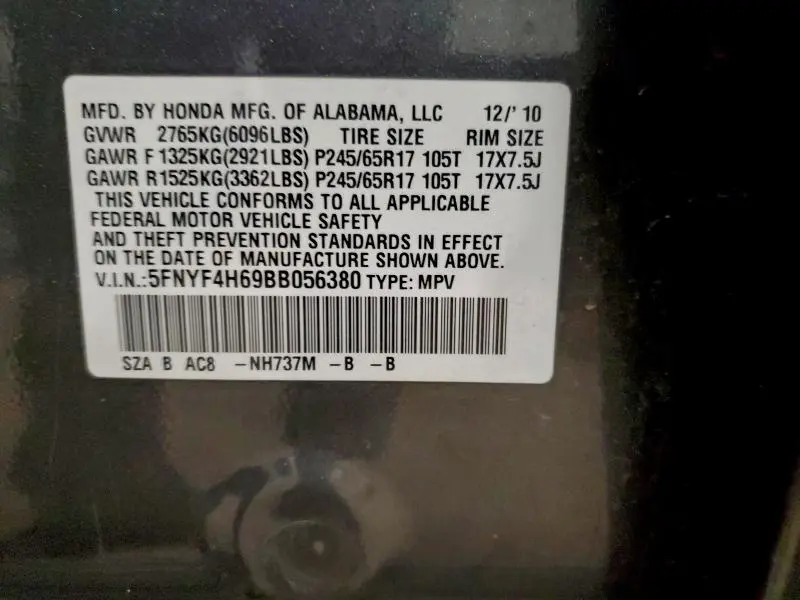 MFD. BY HONDA MFG. OF ALABAMA, LLC 12/'10
GVWR 2765KG(6096LBS) TIRE SIZE RIM SIZE
GAWR F 1325KG(2921LBS) P245/65R17 105T 17X7.5J
GAWR R1525KG(3362LBS) P245/65R17 105T 17X7.5J
THIS VEHICLE CONFORMS TO ALL APPLICABLE
FEDERAL MOTOR VEHICLE SAFETY
AND THEFT PREVENTION STANDARDS IN EFFECT
ON THE DATE OF MANUFACTURE SHOWN ABOVE.
V.I.N.:5FNYF4H69BB056380 TYPE: MPV
SZA B AC8 -NH737M -B -B